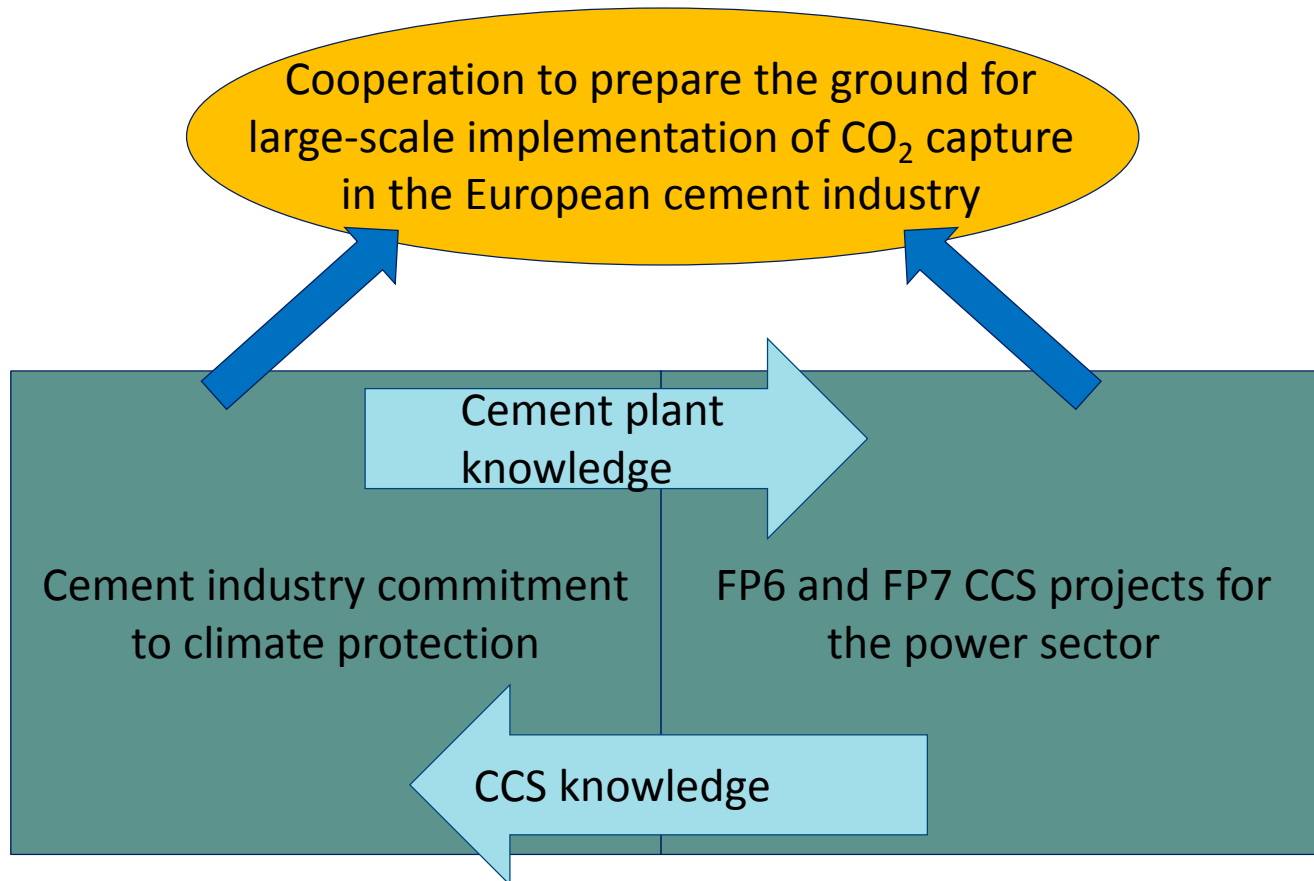 Cooperation to prepare the ground for
large-scale implementation of CO₂ capture
in the European cement industry
Cement plant
knowledge
Cement industry commitment
to climate protection
FP6 and FP7 CCS projects for
the power sector
CCS knowledge